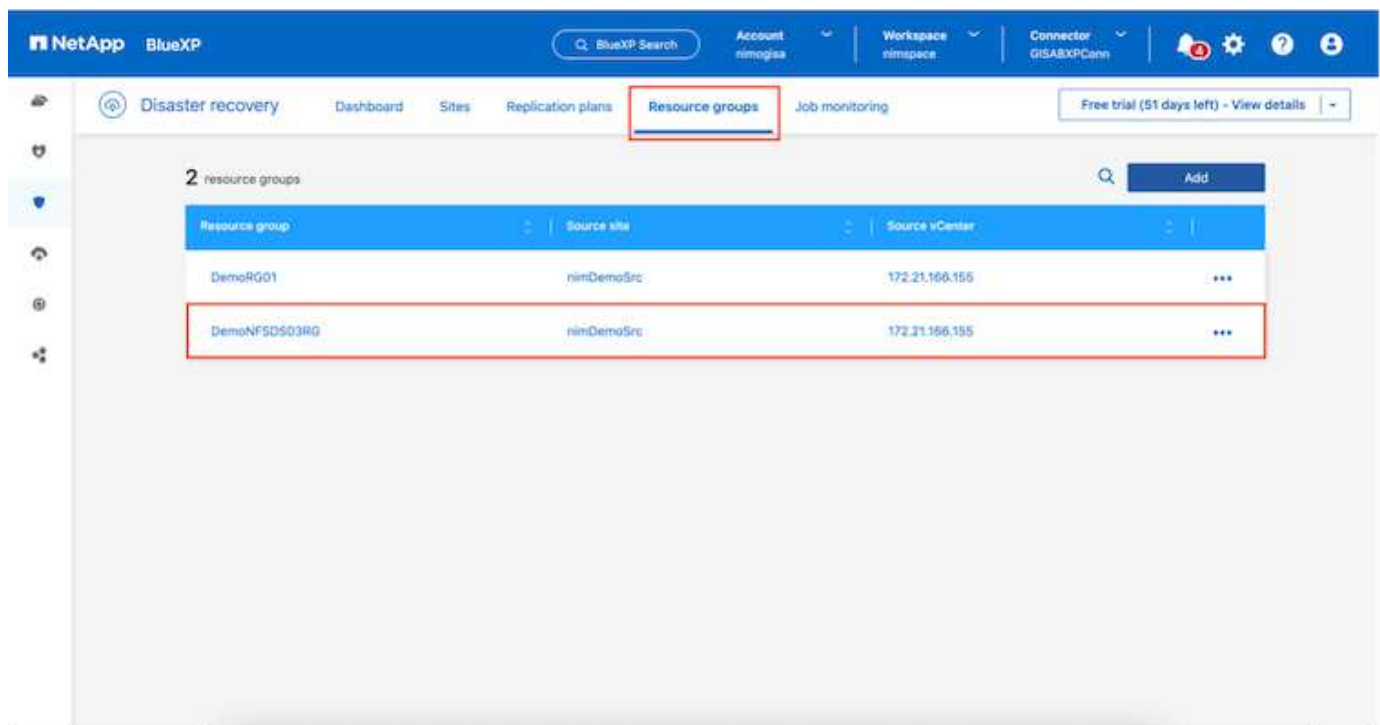 NetApp BlueXP
BlueXP Search
Account
nimogisa
Workspace
nimspace
Connector
GISABXPConn
4
Disaster recovery
Dashboard
Sites
Replication plans
Resource groups
Job monitoring
Free trial (51 days left) - View details
2 resource groups
Add
Resource group
Source site
Source vCenter
DemoRG01
nimDemoSrc
172.21.166.155
DemoNFSDS03RG
nimDemoSrc
172.21.166.155